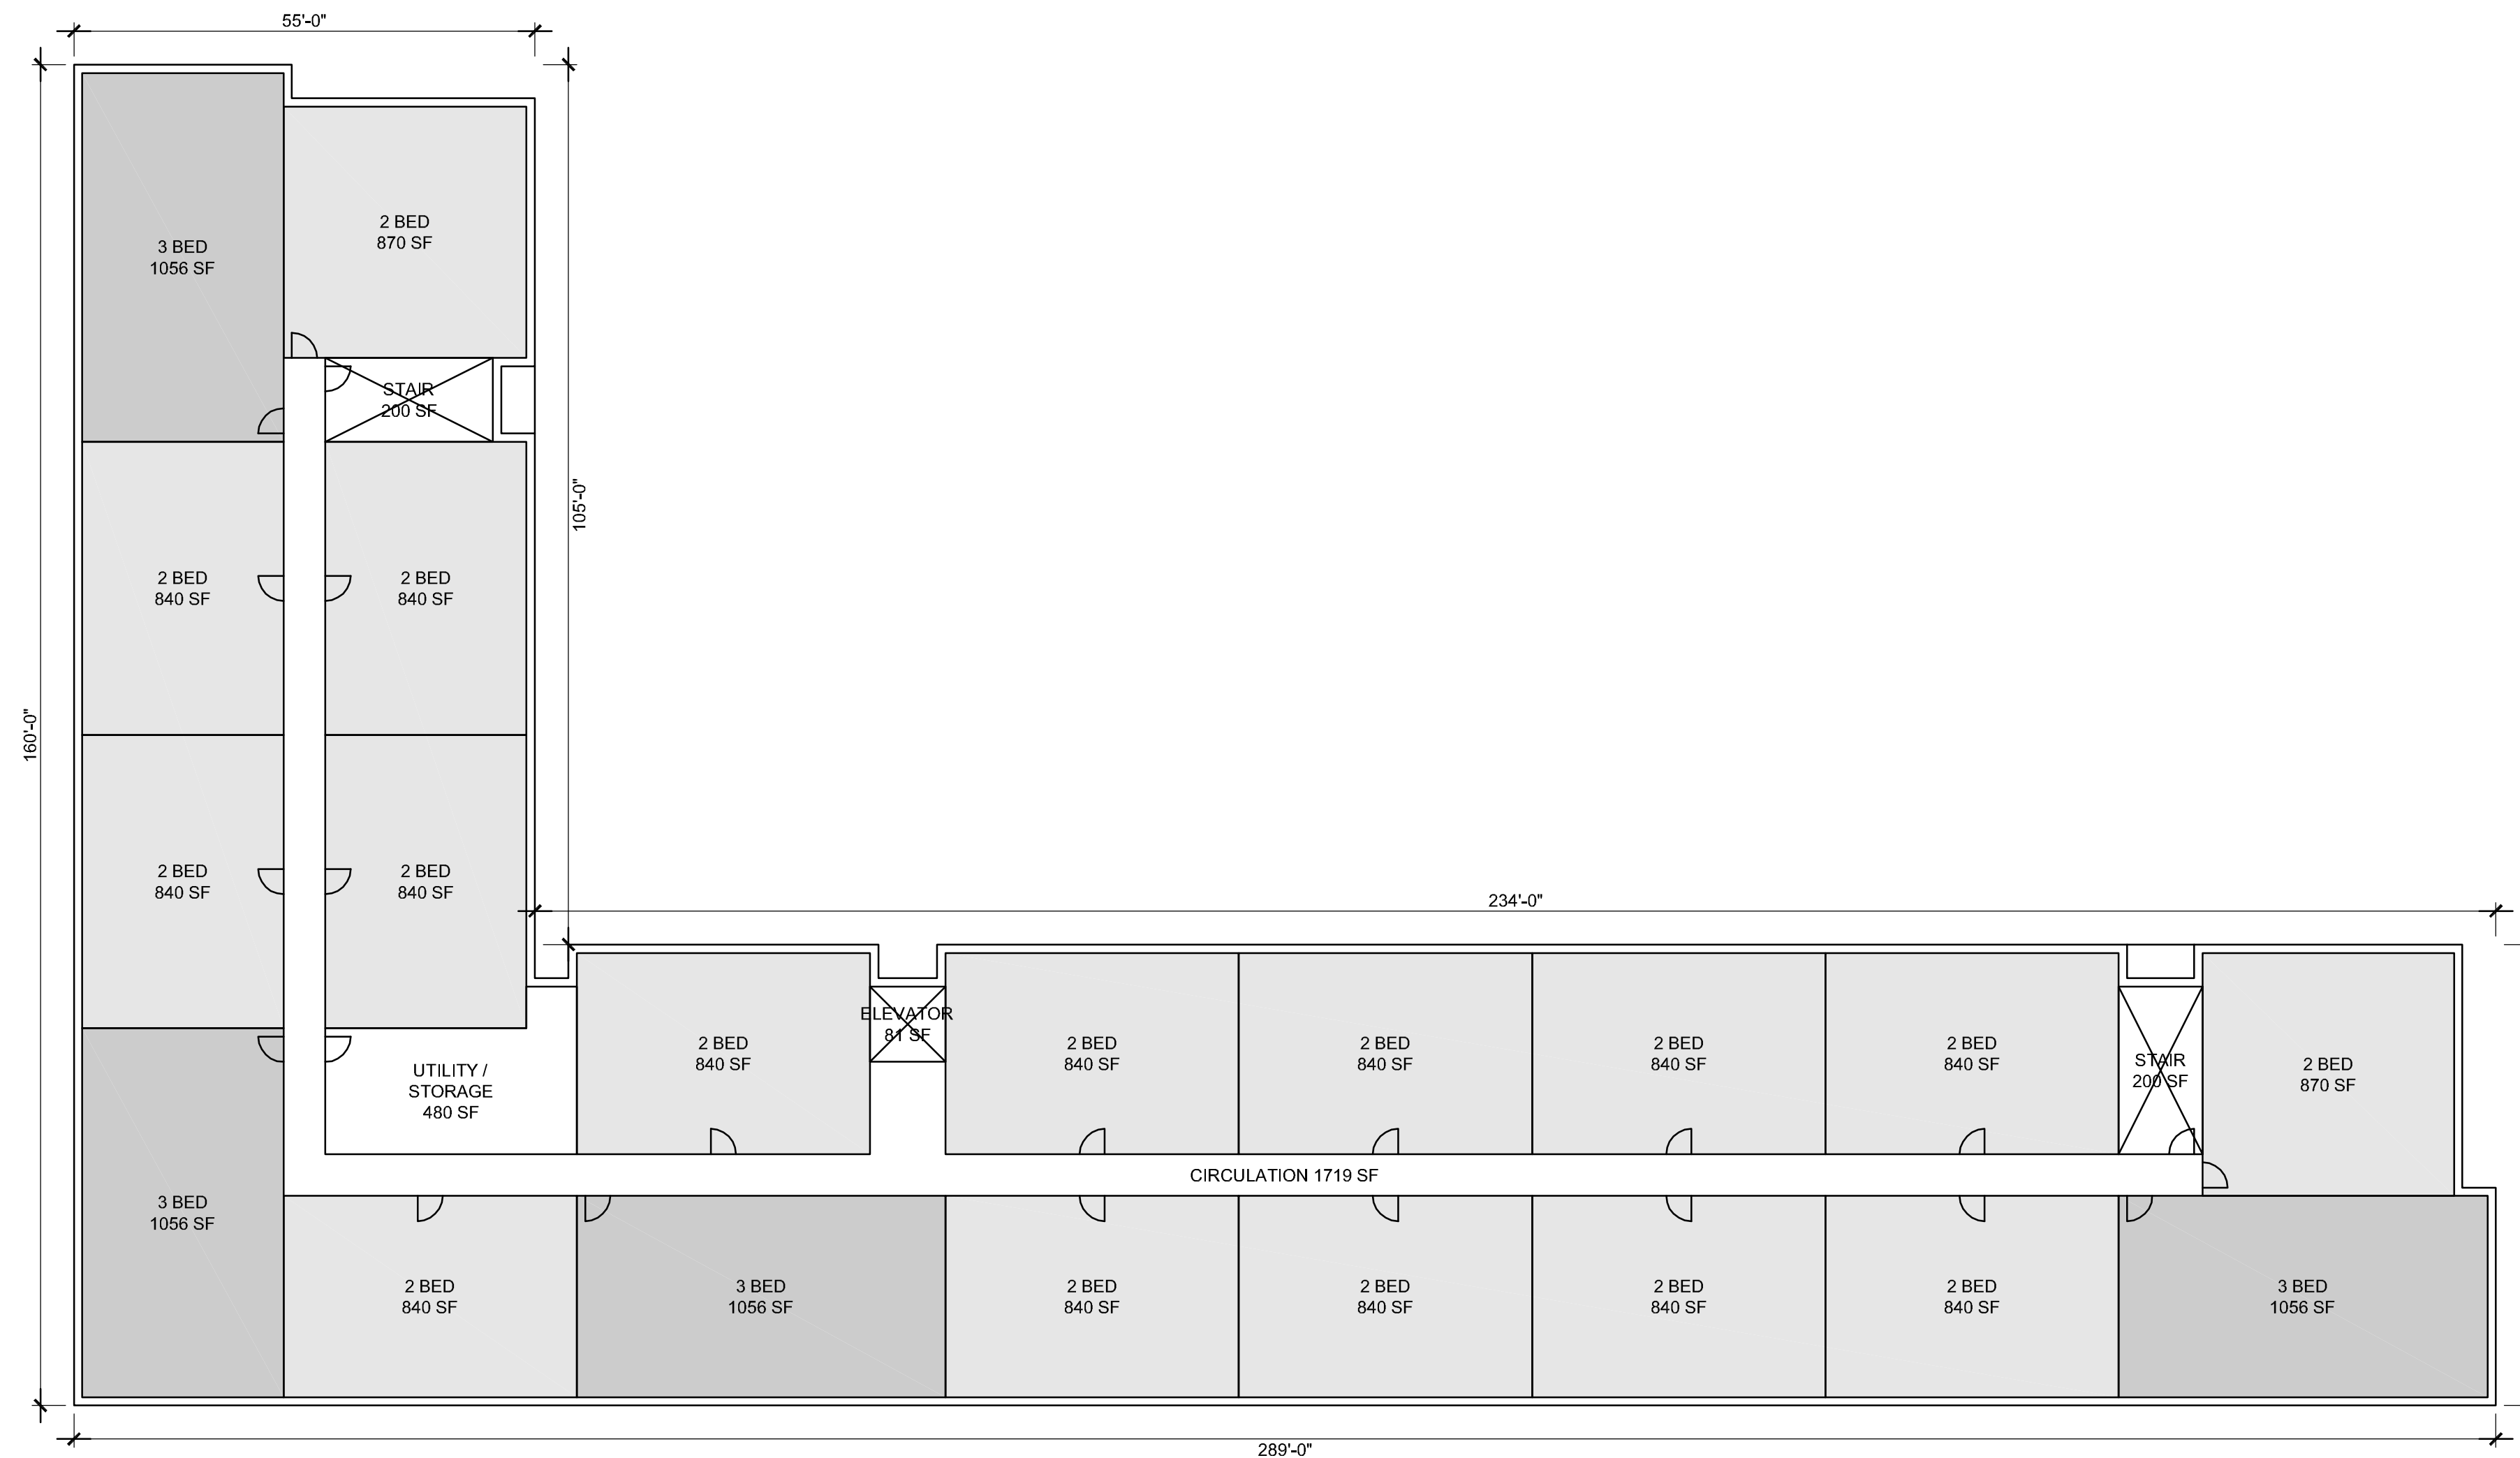 55'-0"
2 BED
870 SF
3 BED
1056 SF
STAIR
200 SF
105'-0"
2 BED
840 SF
2 BED
840 SF
160'-0"
2 BED
840 SF
2 BED
840 SF
234'-0"
ELEVATOR
81 SF
2 BED
840 SF
2 BED
840 SF
2 BED
840 SF
2 BED
840 SF
2 BED
840 SF
STAIR
200 SF
2 BED
870 SF
UTILITY /
STORAGE
480 SF
CIRCULATION 1719 SF
3 BED
1056 SF
2 BED
840 SF
3 BED
1056 SF
2 BED
840 SF
2 BED
840 SF
2 BED
840 SF
2 BED
840 SF
3 BED
1056 SF
289'-0"